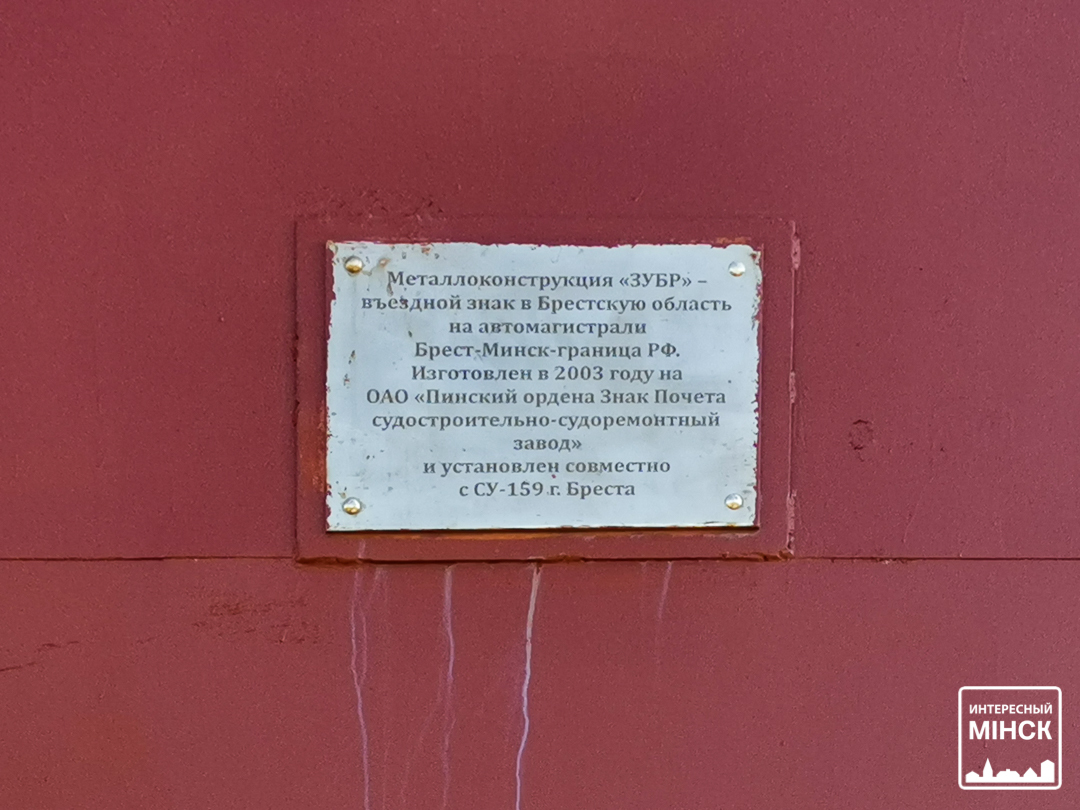 Металлоконструкция «ЗУБР» –
въездной знак в Брестскую область
на автомагистрали
Брест-Минск-граница РФ.
Изготовлен в 2003 году на
ОАО «Пинский ордена Знак Почета
судостроительно-судоремонтный
завод»
и установлен совместно
с СУ-159 г. Бреста
ИНТЕРЕСНЫЙ
МІНСК